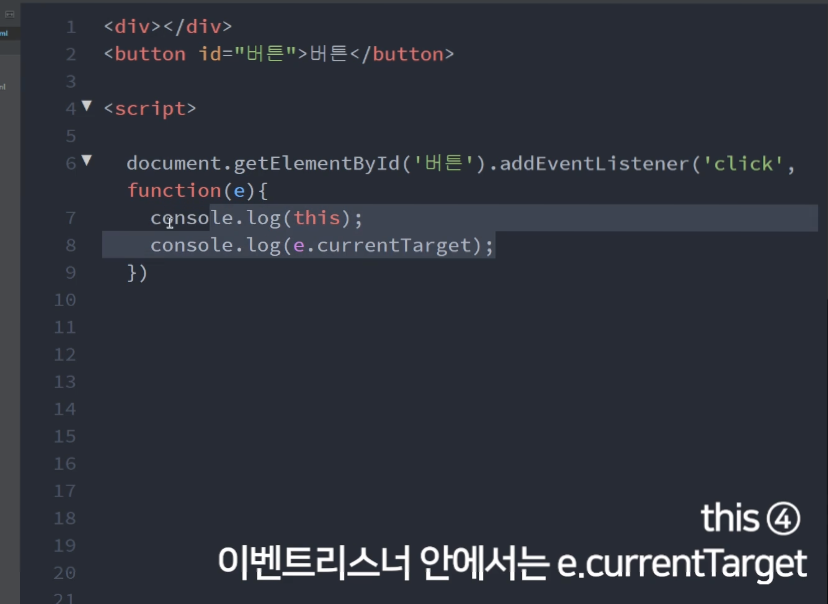 1 <div></div>
2 <button id="버튼">버튼</button>
3
4 <script>
5
6 document.getElementById('버튼').addEventListener('click',
function(e){
7 console.log(this);
8 console.log(e.currentTarget);
9 })
10
11
12
13
14
15
16
17
18
19
20
21
this ④
이벤트리스너 안에서는 e.currentTarget